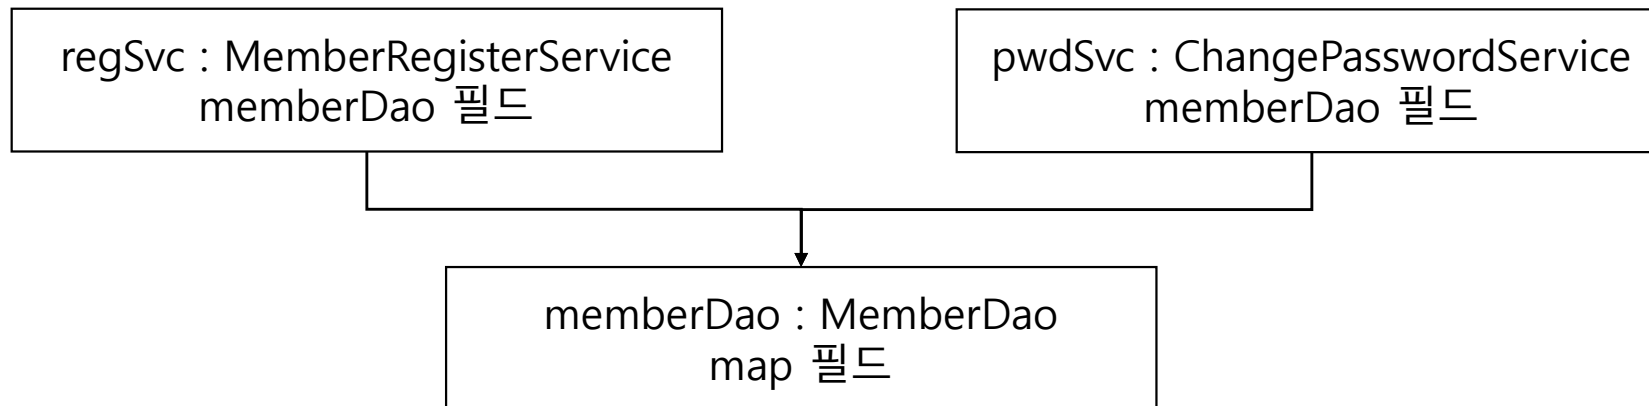 regSvc : MemberRegisterService
memberDao 필드
pwdSvc : ChangePasswordService
memberDao 필드
memberDao : MemberDao
map 필드